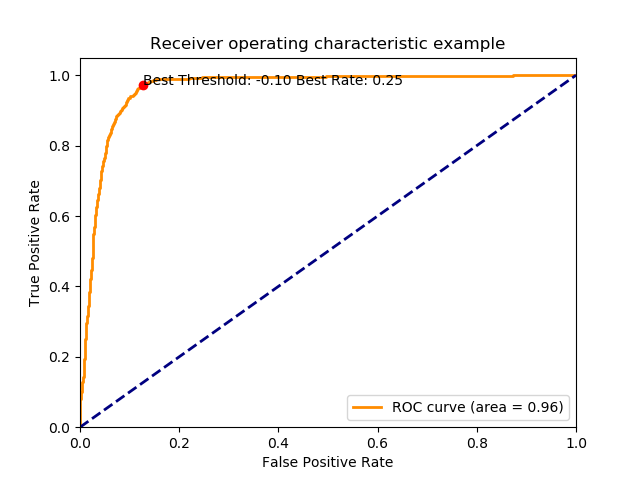 Receiver operating characteristic example
1.0
Best Threshold: -0.10 Best Rate: 0.25
0.8
0.6
0.4
0.2
0.0
True Positive Rate
ROC curve (area = 0.96)
0.0 0.2 0.4 0.6 0.8 1.0
False Positive Rate